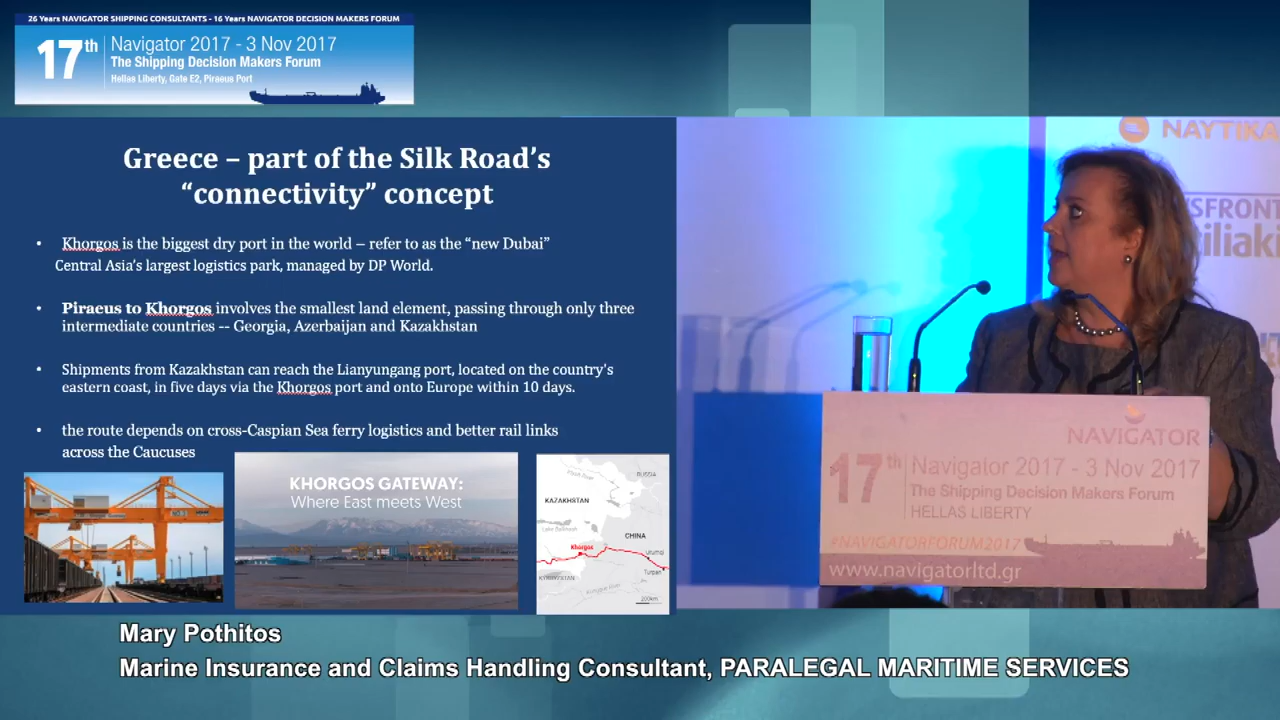 26 Years NAVIGATOR SHIPPING CONSULTANTS - 16 Years NAVIGATOR DECISION MAKERS FORUM
17th
Navigator 2017 - 3 Nov 2017
The Shipping Decision Makers Forum
Hellas Liberty, Gate E2, Piraeus Port
Greece – part of the Silk Road's
"connectivity" concept
• Khorgos is the biggest dry port in the world – refer to as the "new Dubai"
Central Asia's largest logistics park, managed by DP World.
• Piraeus to Khorgos involves the smallest land element, passing through only three
intermediate countries -- Georgia, Azerbaijan and Kazakhstan
• Shipments from Kazakhstan can reach the Lianyungang port, located on the country's
eastern coast, in five days via the Khorgos port and onto Europe within 10 days.
• the route depends on cross-Caspian Sea ferry logistics and better rail links
across the Caucuses
KHORGOS GATEWAY:
Where East meets West
RUSSIA
KAZAKHSTAN
Lake Balkhash
CHINA
Khorgos
Urumqi
KYRGYZSTAN
Turpan
200km
NAYTIKA
SFRONT
iliaki
NAVIGATOR
17th
Navigator 2017 - 3 Nov 2017
The Shipping Decision Makers Forum
HELLAS LIBERTY
#NAVIGATORFORUM2017
www.navigatorltd.gr
Mary Pothitos
Marine Insurance and Claims Handling Consultant, PARALEGAL MARITIME SERVICES